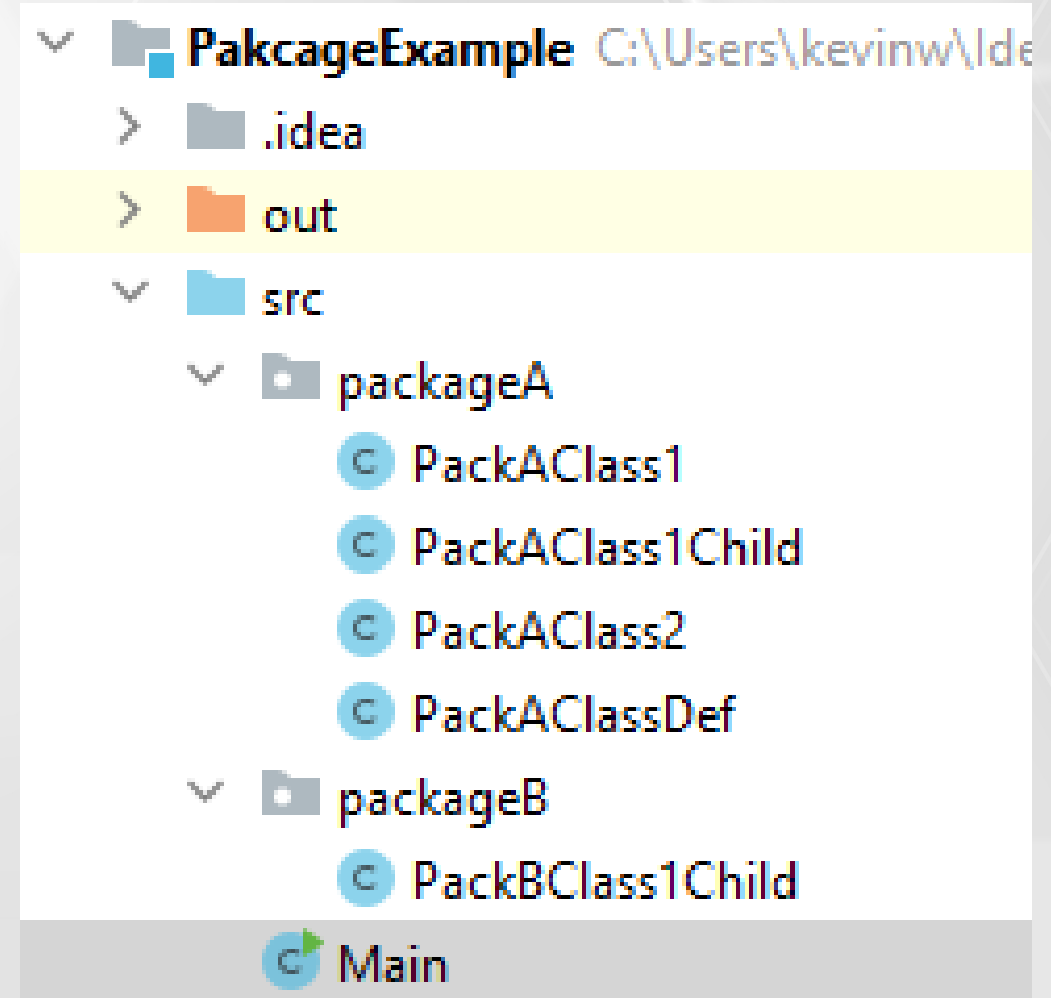 PakcageExample C:\Users\kevinw\Ide
.idea
out
src
packageA
C PackAClass1
C PackAClass1Child
C PackAClass2
C PackAClassDef
packageB
C PackBClass1Child
C Main